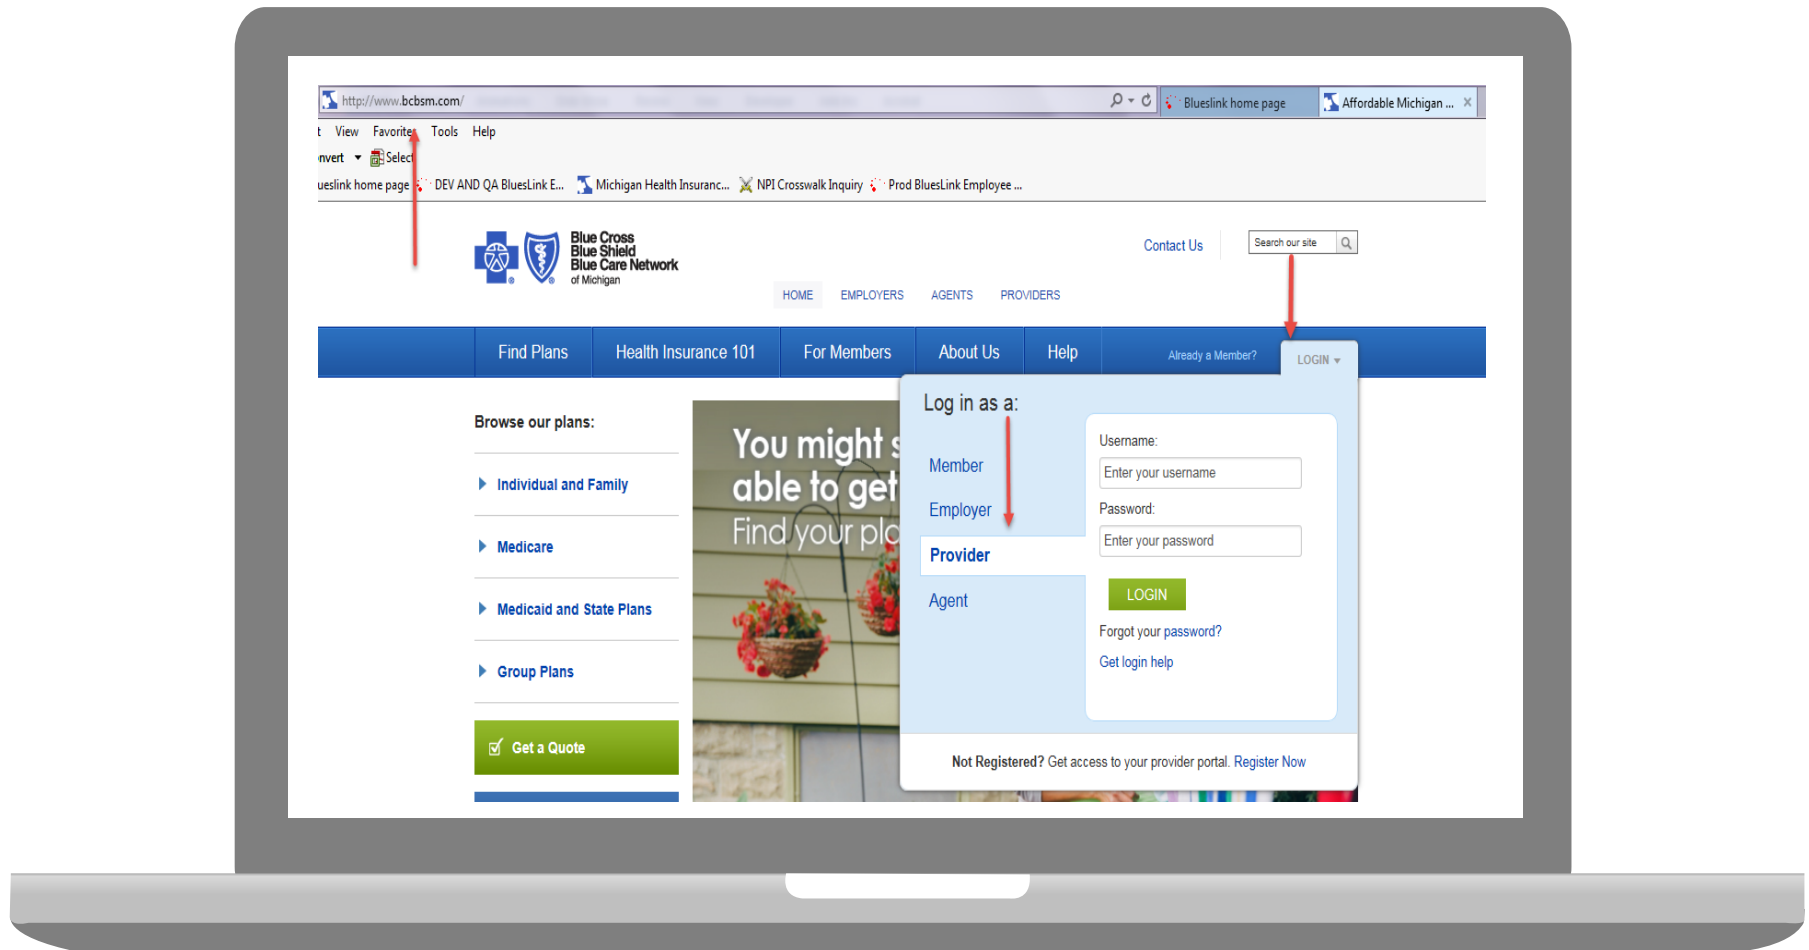 http://www.bcbsm.com/
Blueslink home page
Affordable Michigan ...
View Favorites Tools Help
nvert Select
ueslink home page DEV AND QA BluesLink E... Michigan Health Insuranc... NPI Crosswalk Inquiry Prod BluesLink Employee ...
Blue Cross
Blue Shield
Blue Care Network
of Michigan
Contact Us
Search our site
HOME EMPLOYERS AGENTS PROVIDERS
Find Plans Health Insurance 101 For Members About Us Help Already a Member? LOGIN
Browse our plans:
Individual and Family
Medicare
Medicaid and State Plans
Group Plans
Get a Quote
You might s
able to get
Find your pla
Log in as a:
Member
Employer
Provider
Agent
Username:
Enter your username
Password:
Enter your password
LOGIN
Forgot your password?
Get login help
Not Registered? Get access to your provider portal. Register Now